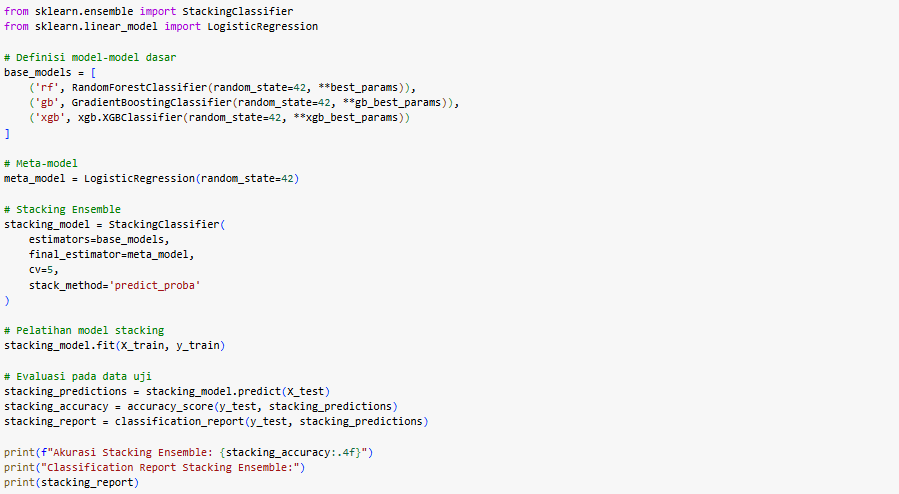 from sklearn.ensemble import StackingClassifier
from sklearn.linear_model import LogisticRegression
# Definisi model-model dasar
base_models = [
    ('rf', RandomForestClassifier(random_state=42, **best_params)),
    ('gb', GradientBoostingClassifier(random_state=42, **gb_best_params)),
    ('xgb', xgb.XGBClassifier(random_state=42, **xgb_best_params))
]
# Meta-model
meta_model = LogisticRegression(random_state=42)
# Stacking Ensemble
stacking_model = StackingClassifier(
    estimators=base_models,
    final_estimator=meta_model,
    cv=5,
    stack_method='predict_proba'
)
# Pelatihan model stacking
stacking_model.fit(X_train, y_train)
# Evaluasi pada data uji
stacking_predictions = stacking_model.predict(X_test)
stacking_accuracy = accuracy_score(y_test, stacking_predictions)
stacking_report = classification_report(y_test, stacking_predictions)
print(f"Akurasi Stacking Ensemble: {stacking_accuracy:.4f}")
print("Classification Report Stacking Ensemble:")
print(stacking_report)